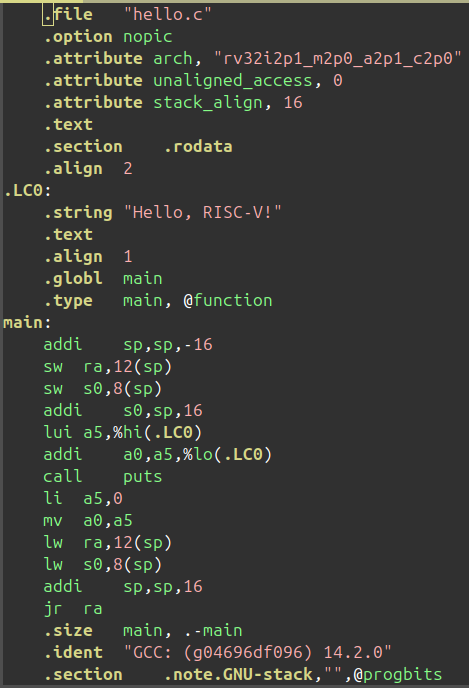 .file "hello.c"
.option nopic
.attribute arch, "rv32i2p1_m2p0_a2p1_c2p0"
.attribute unaligned_access, 0
.attribute stack_align, 16
.text
.section .rodata
.align 2
.LC0:
.string "Hello, RISC-V!"
.text
.align 1
.globl main
.type main, @function
main:
addi sp,sp,-16
sw ra,12(sp)
sw s0,8(sp)
addi s0,sp,16
lui a5,%hi(.LC0)
addi a0,a5,%lo(.LC0)
call puts
li a5,0
mv a0,a5
lw ra,12(sp)
lw s0,8(sp)
addi sp,sp,16
jr ra
.size main, .-main
.ident "GCC: (g04696df096) 14.2.0"
.section .note.GNU-stack,"",@progbits